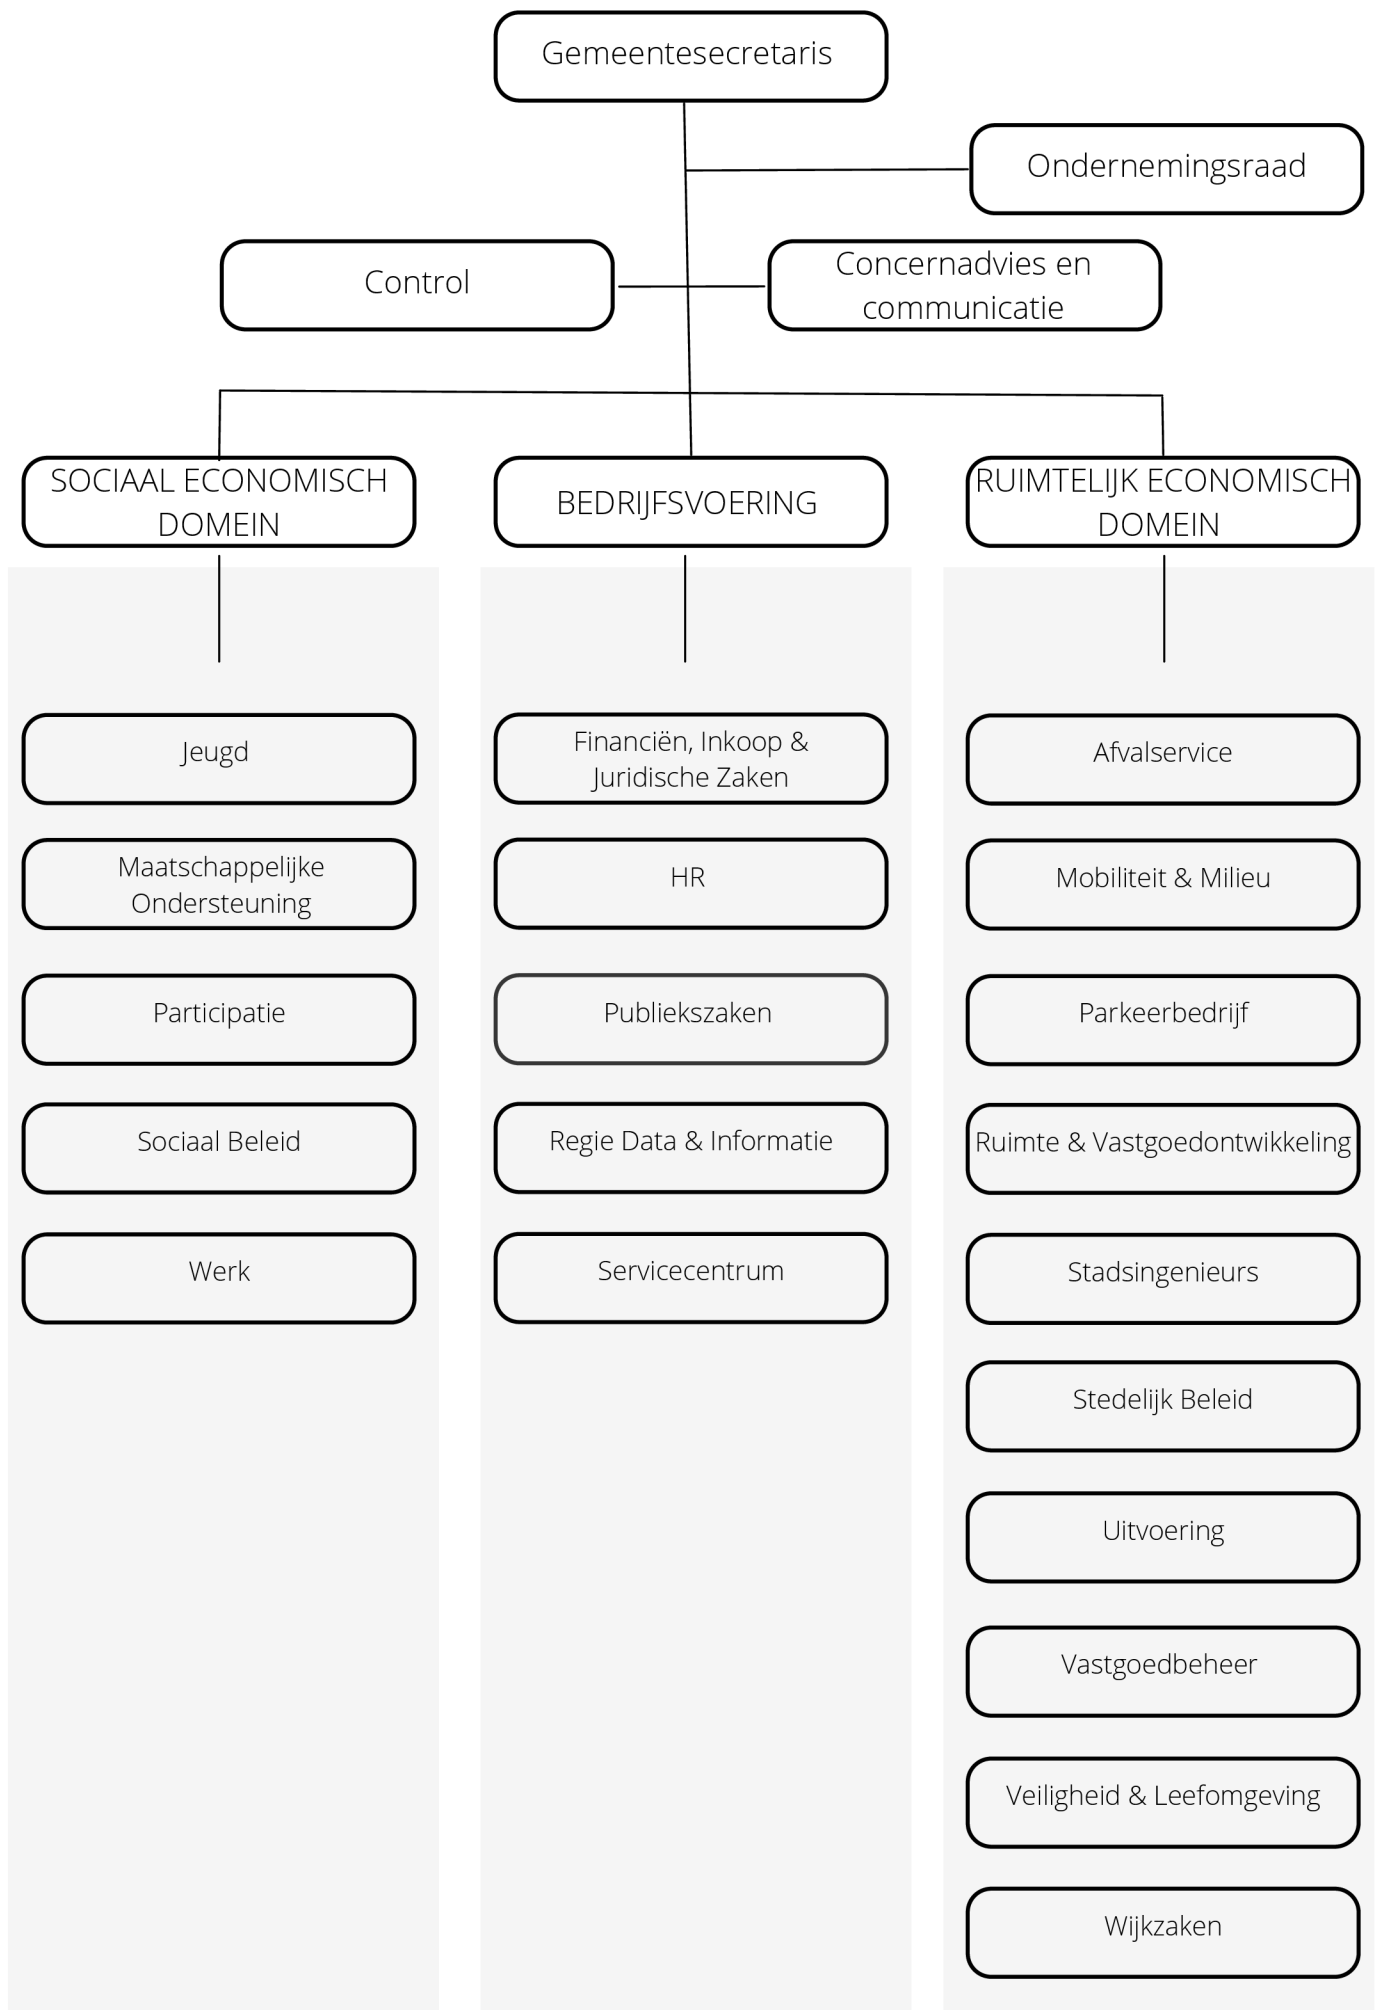 Gemeentesecretaris
Ondernemingsraad
Control
Concernadvies en
communicatie
SOCIAAL ECONOMISCH
DOMEIN
BEDRIJFSVOERING
RUIMTELIJK ECONOMISCH
DOMEIN
Jeugd
Maatschappelijke
Ondersteuning
Participatie
Sociaal Beleid
Werk
Financiën, Inkoop &
Juridische Zaken
HR
Publiekszaken
Regie Data & Informatie
Servicecentrum
Afvalservice
Mobiliteit & Milieu
Parkeerbedrijf
Ruimte & Vastgoedontwikkeling
Stadsingenieurs
Stedelijk Beleid
Uitvoering
Vastgoedbeheer
Veiligheid & Leefomgeving
Wijkzaken